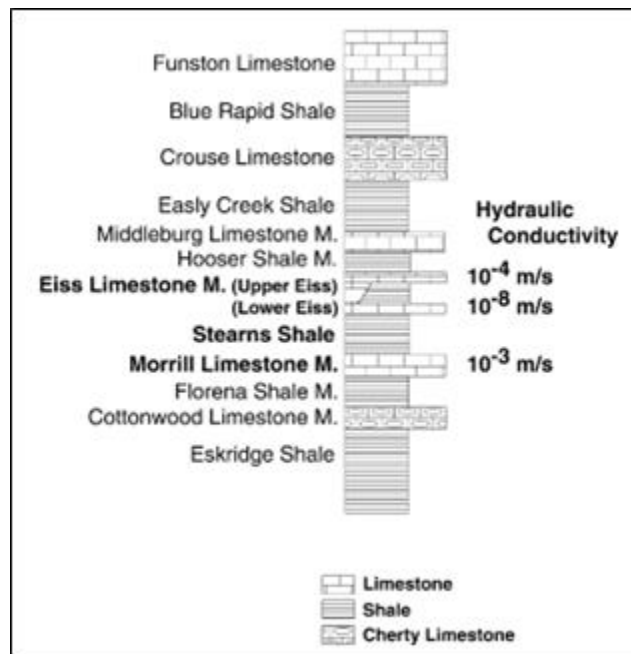 Funston Limestone
Blue Rapid Shale
Crouse Limestone
Easly Creek Shale
Hydraulic
Conductivity
Middleburg Limestone M.
Hooser Shale M.
Eiss Limestone M. (Upper Eiss) 10-4 m/s
(Lower Eiss) 10-8 m/s
Stearns Shale
Morrill Limestone M. 10-3 m/s
Florena Shale M.
Cottonwood Limestone M.
Eskridge Shale
Limestone
Shale
Cherty Limestone